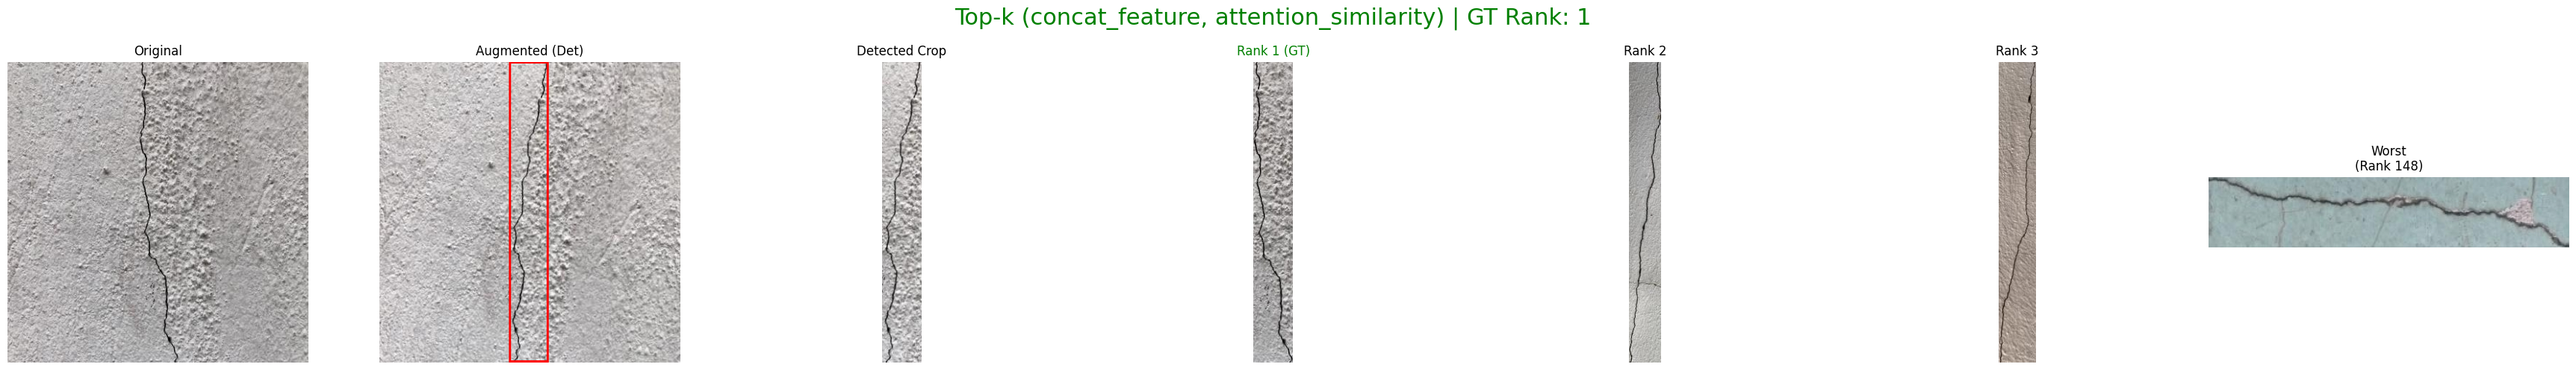 Top-k (concat_feature, attention_similarity) | GT Rank: 1
Original
Augmented (Det)
Detected Crop
Rank 1 (GT)
Rank 2
Rank 3
Worst
(Rank 148)